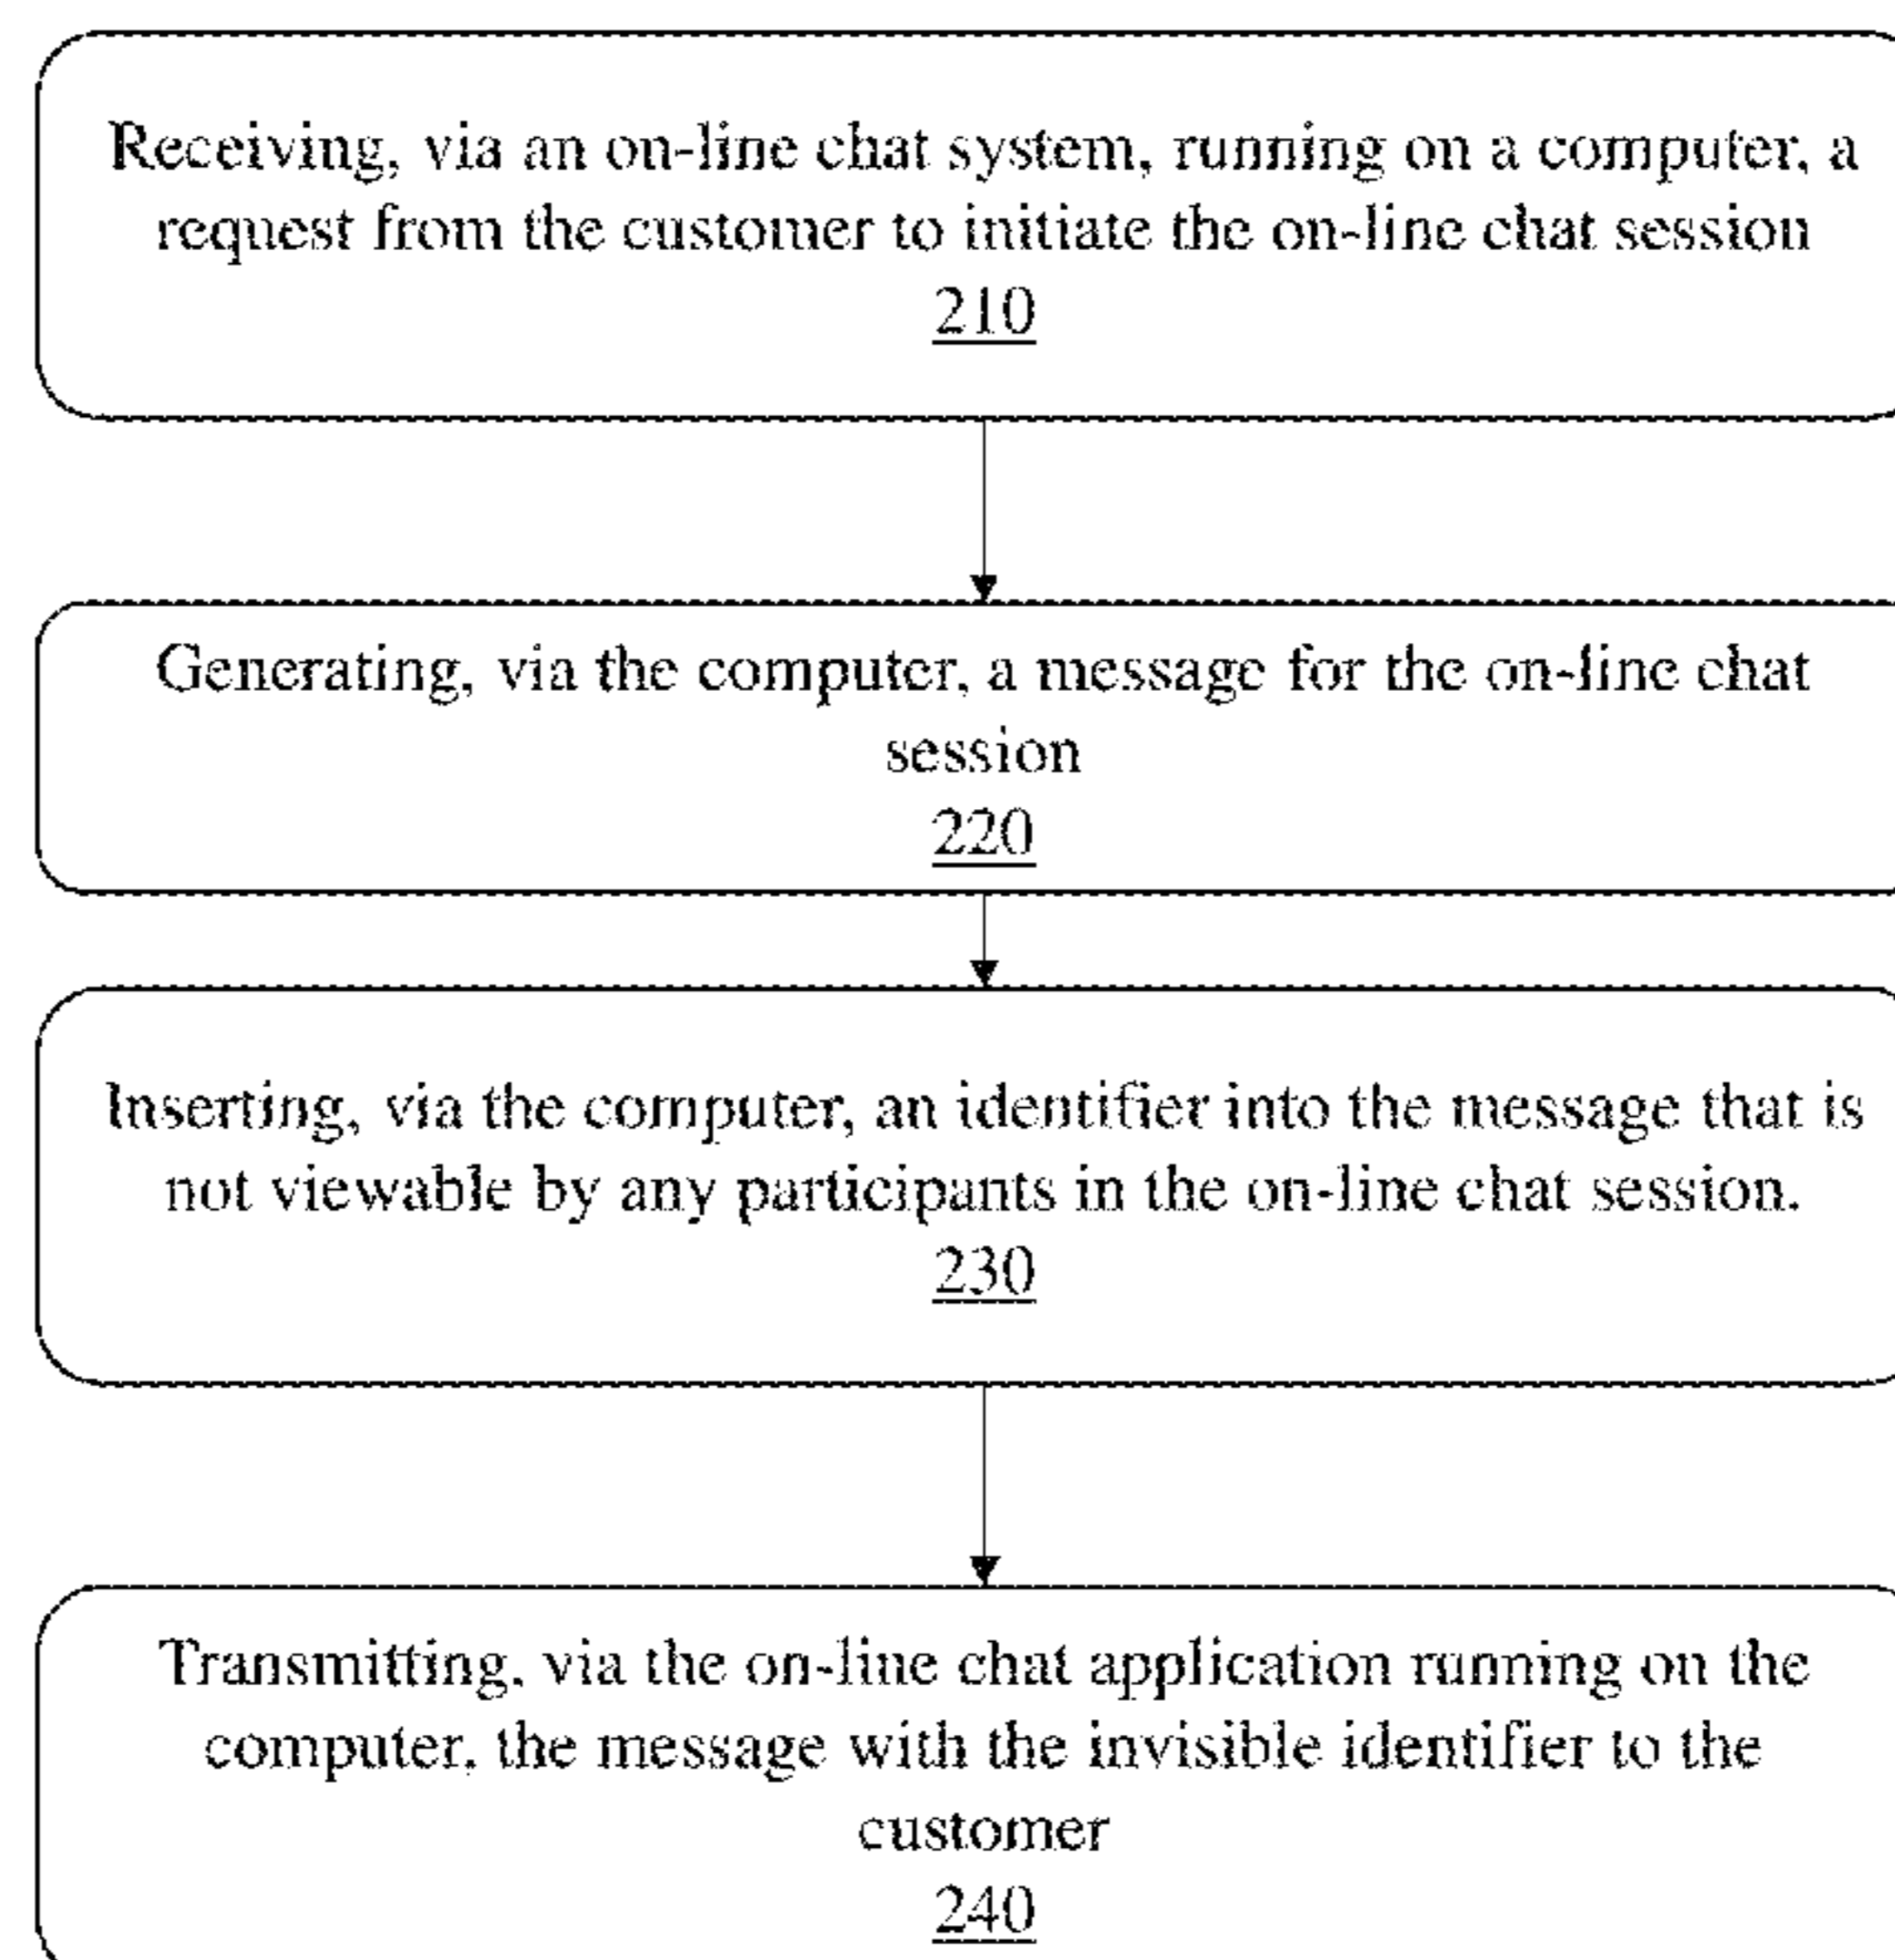 Receiving, via an on-line chat system, running on a computer, a
request from the customer to initiate the on-line chat session
210
Generating, via the computer, a message for the on-line chat
session
220
Inserting, via the computer, an identifier into the message that is
not viewable by any participants in the on-line chat session.
230
Transmitting, via the on-line chat application running on the
computer, the message with the invisible identifier to the
customer
240